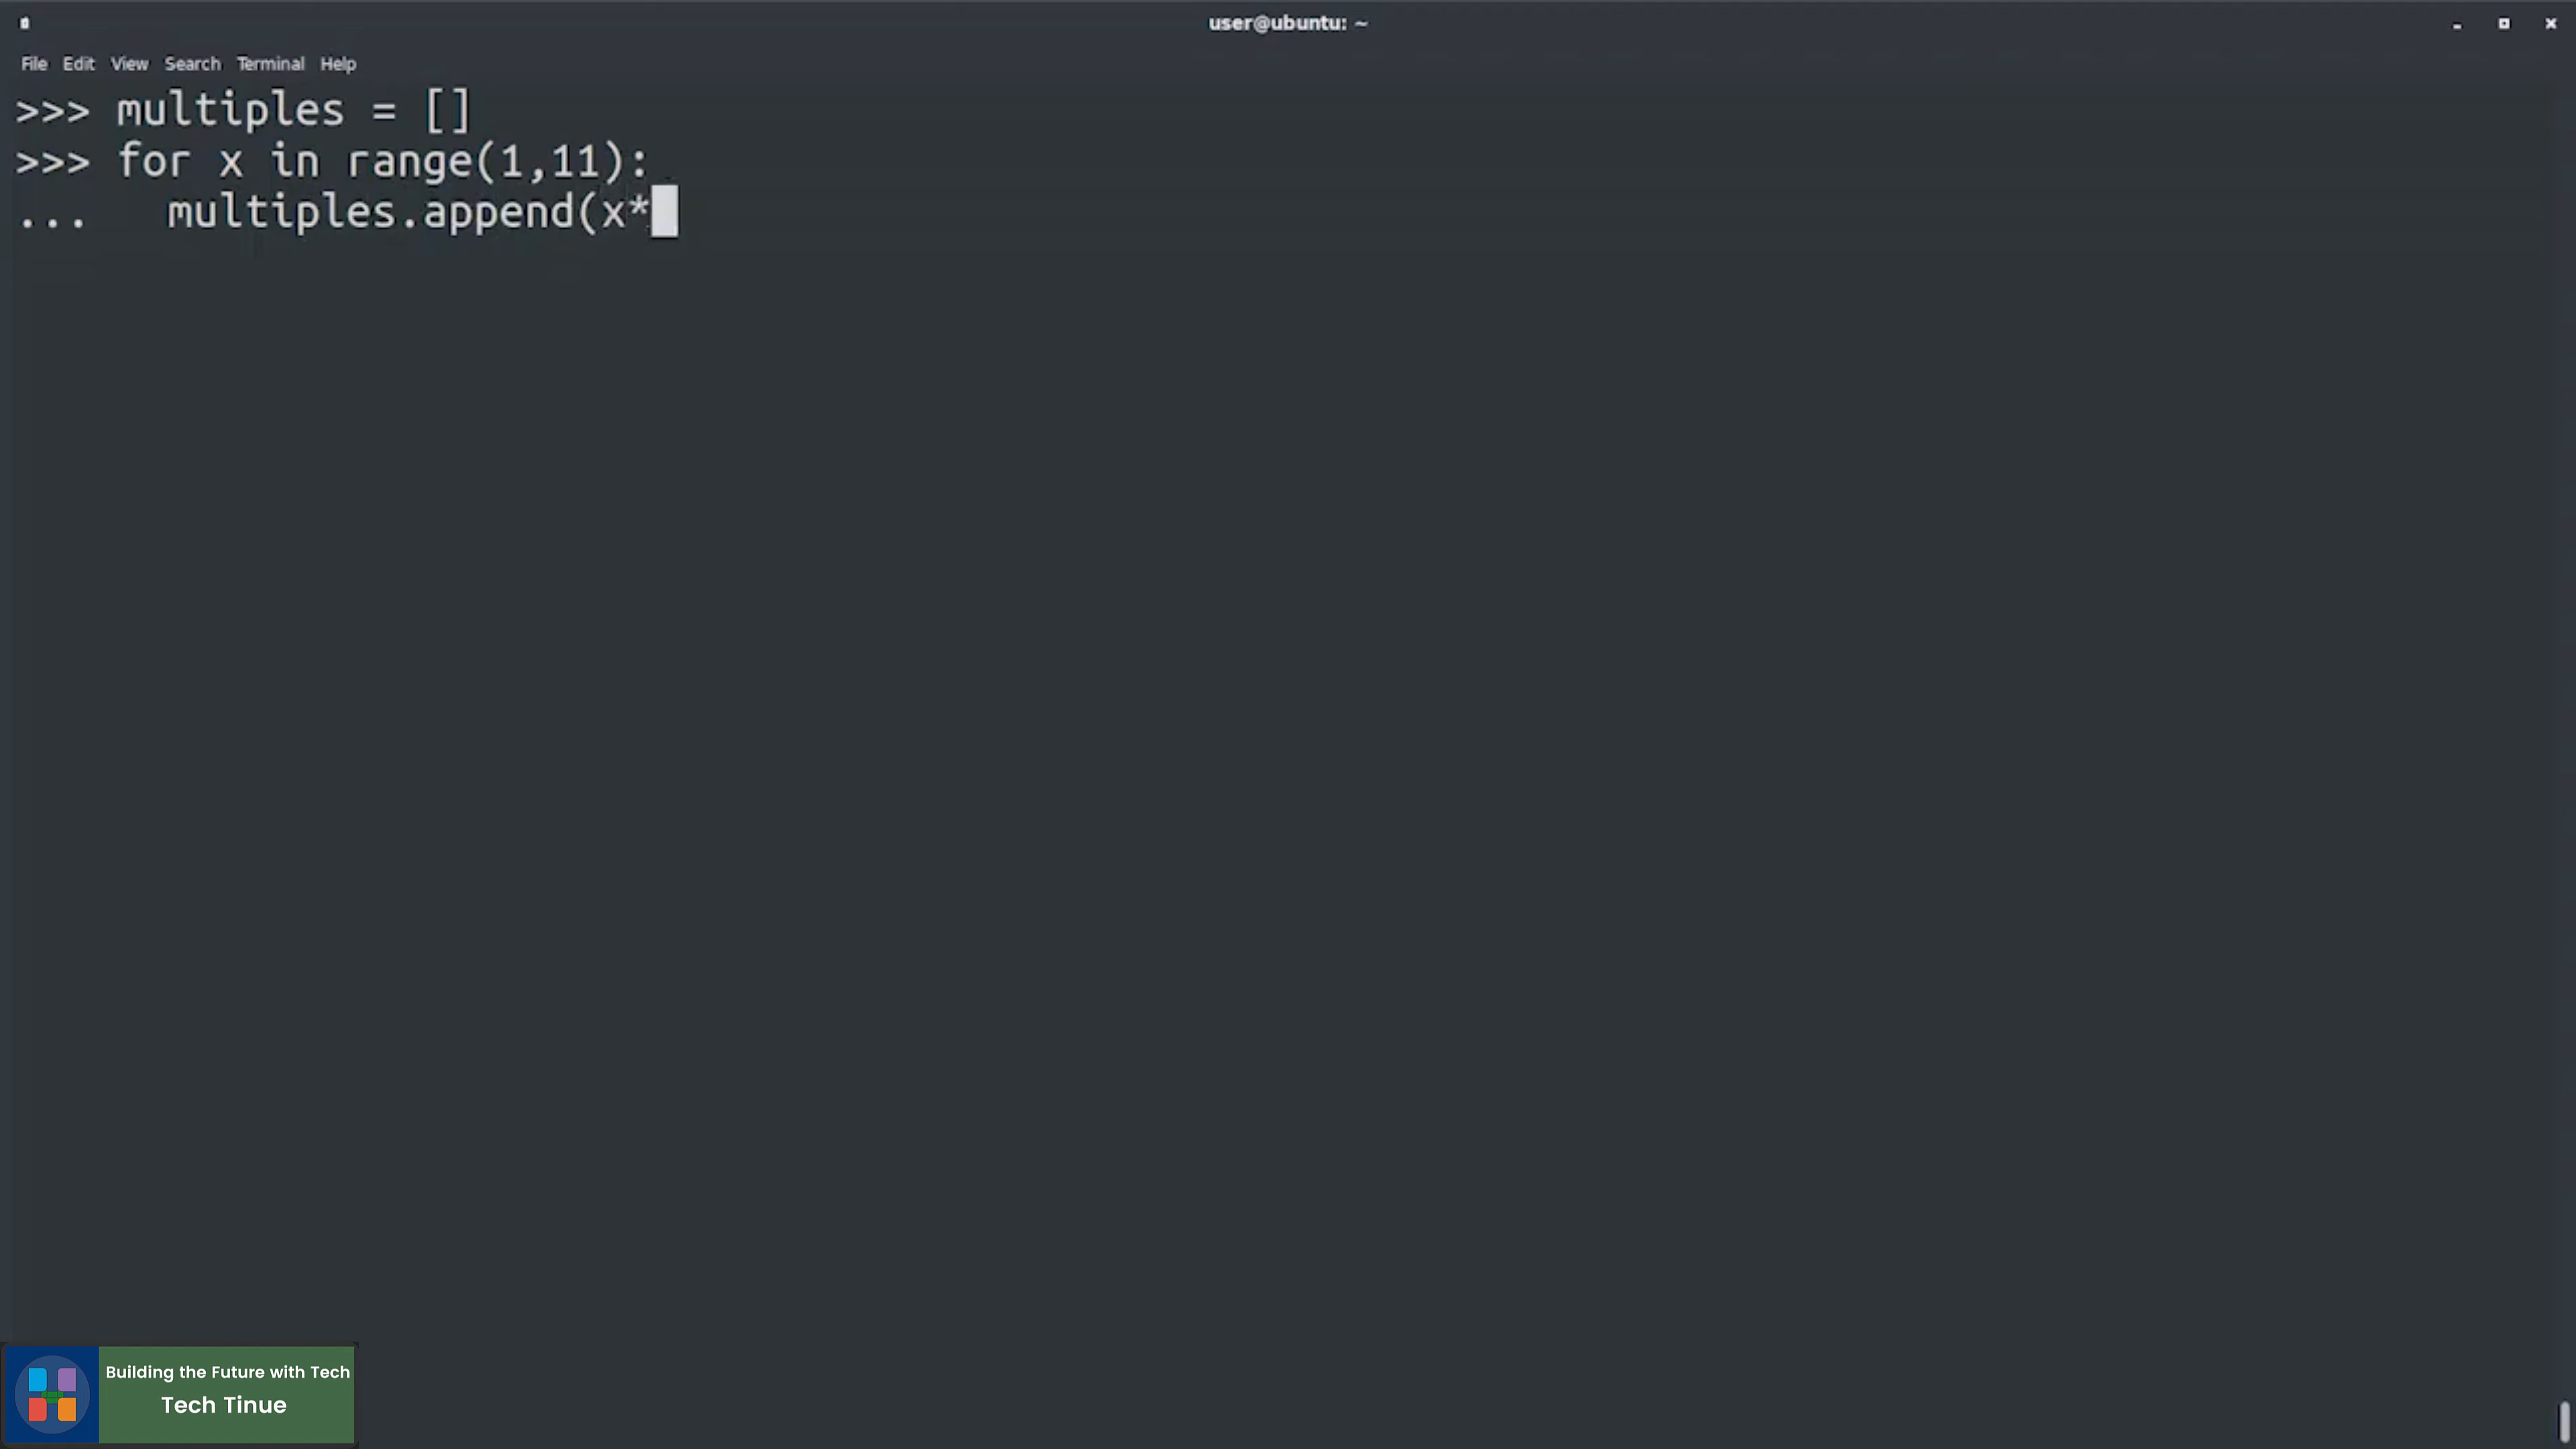 user@ubuntu: ~
File Edit View Search Terminal Help
>>> multiples = []
>>> for x in range(1,11):
...   multiples.append(x*
Building the Future with Tech
Tech Tinue